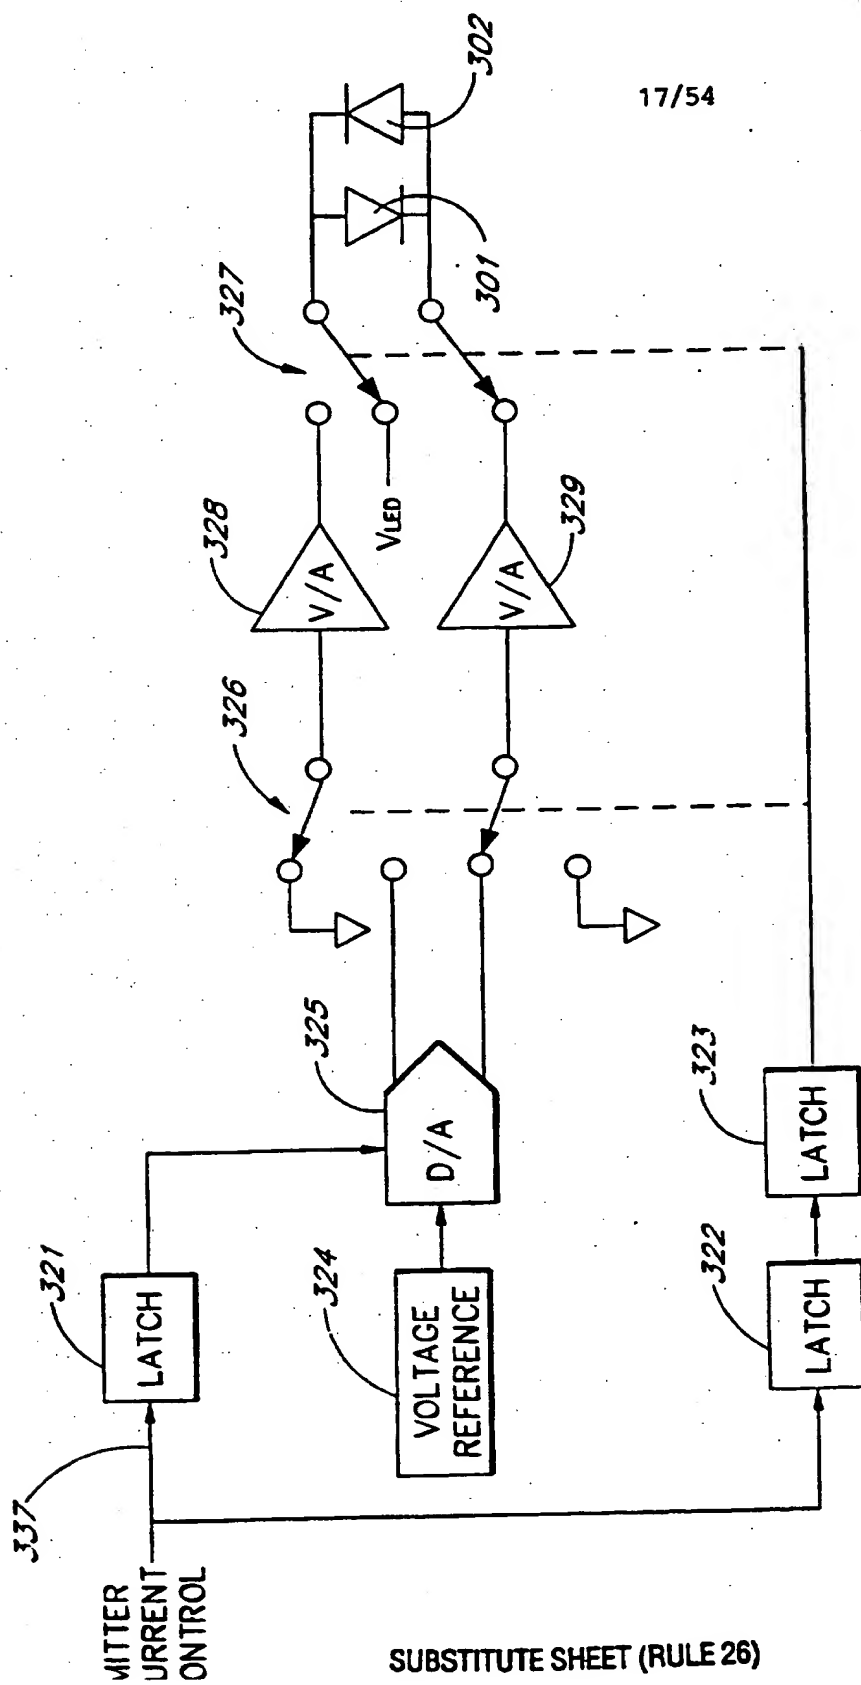 17/54
302
301
327
328
V/A
VLED
329
V/A
326
325
D/A
323
LATCH
322
LATCH
321
LATCH
324
VOLTAGE
REFERENCE
337
MITTER
URRENT
ONTROL
SUBSTITUTE SHEET (RULE 26)